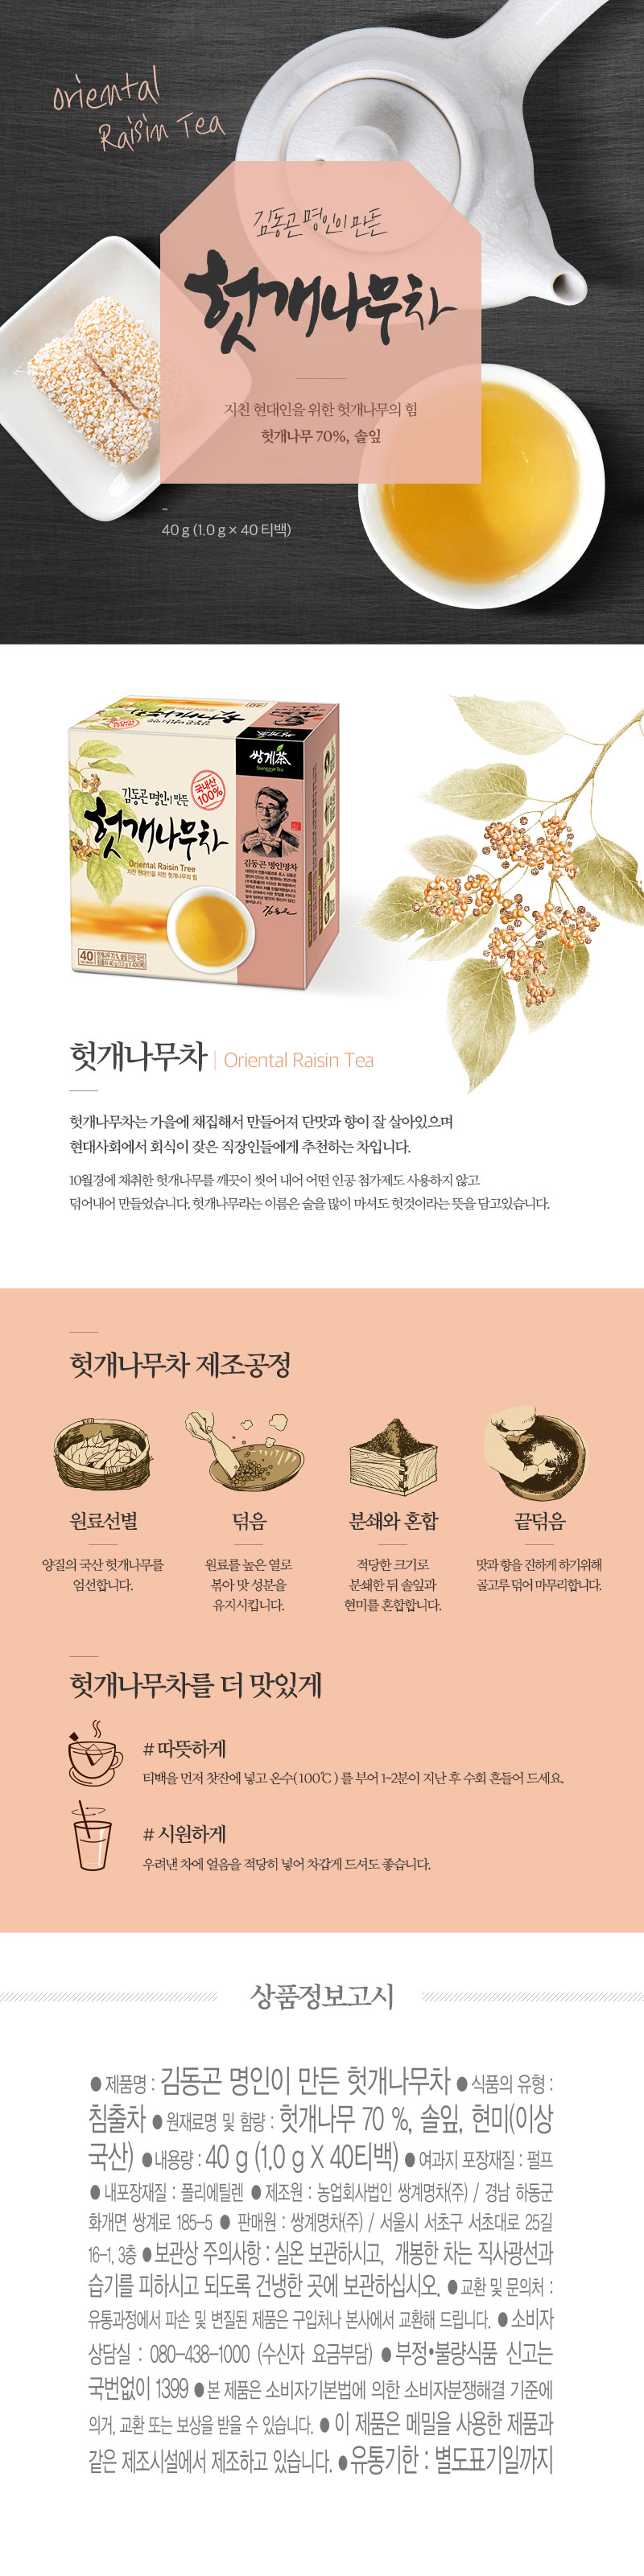 Oriental
Raisin Tea
김동곤 명인이 만든
헛개나무차
지친 현대인을 위한 헛개나무의 힘
헛개나무 70%, 솔잎
40 g (1.0 g × 40 티백)
쌍계茶
Ssanggye Tea
국내산
100%
김동곤 명인이 만든
헛개나무차
Oriental Raisin Tree
지친 현대인을 위한 헛개나무의 힘
김동곤 명인명차
40
헛개나무차 | Oriental Raisin Tea
헛개나무차는 가을에 채집해서 만들어져 단맛과 향이 잘 살아있으며
현대사회에서 회식이 잦은 직장인들에게 추천하는 차입니다.
10월경에 채취한 헛개나무를 깨끗이 씻어 내어 어떤 인공 첨가제도 사용하지 않고
덖어내어 만들었습니다. 헛개나무라는 이름은 술을 많이 마셔도 헛것이라는 뜻을 담고있습니다.
헛개나무차 제조공정
원료선별
양질의 국산 헛개나무를
엄선합니다.
덖음
원료를 높은 열로
볶아 맛 성분을
유지시킵니다.
분쇄와 혼합
적당한 크기로
분쇄한 뒤 솔잎과
현미를 혼합합니다.
끝덖음
맛과 향을 진하게 하기위해
골고루 덖어 마무리합니다.
헛개나무차를 더 맛있게
# 따뜻하게
티백을 먼저 찻잔에 넣고 온수(100℃)를 부어 1~2분이 지난 후 수회 흔들어 드세요.
# 시원하게
우려낸 차에 얼음을 적당히 넣어 차갑게 드셔도 좋습니다.
상품정보고시
● 제품명 : 김동곤 명인이 만든 헛개나무차 ● 식품의 유형 :
침출차 ● 원재료명 및 함량 : 헛개나무 70 %, 솔잎, 현미(이상
국산) ● 내용량 : 40 g (1.0 g X 40티백) ● 여과지 포장재질 : 펄프
● 내포장재질 : 폴리에틸렌 ● 제조원 : 농업회사법인 쌍계명차(주) / 경남 하동군
화개면 쌍계로 185-5 ● 판매원 : 쌍계명차(주) / 서울시 서초구 서초대로 25길
16-1, 3층 ● 보관상 주의사항 : 실온 보관하시고, 개봉한 차는 직사광선과
습기를 피하시고 되도록 건냉한 곳에 보관하십시오. ● 교환 및 문의처 :
유통과정에서 파손 및 변질된 제품은 구입처나 본사에서 교환해 드립니다. ● 소비자
상담실 : 080-438-1000 (수신자 요금부담) ● 부정•불량식품 신고는
국번없이 1399 ● 본 제품은 소비자기본법에 의한 소비자분쟁해결 기준에
의거, 교환 또는 보상을 받을 수 있습니다. ● 이 제품은 메밀을 사용한 제품과
같은 제조시설에서 제조하고 있습니다. ● 유통기한 : 별도표기일까지